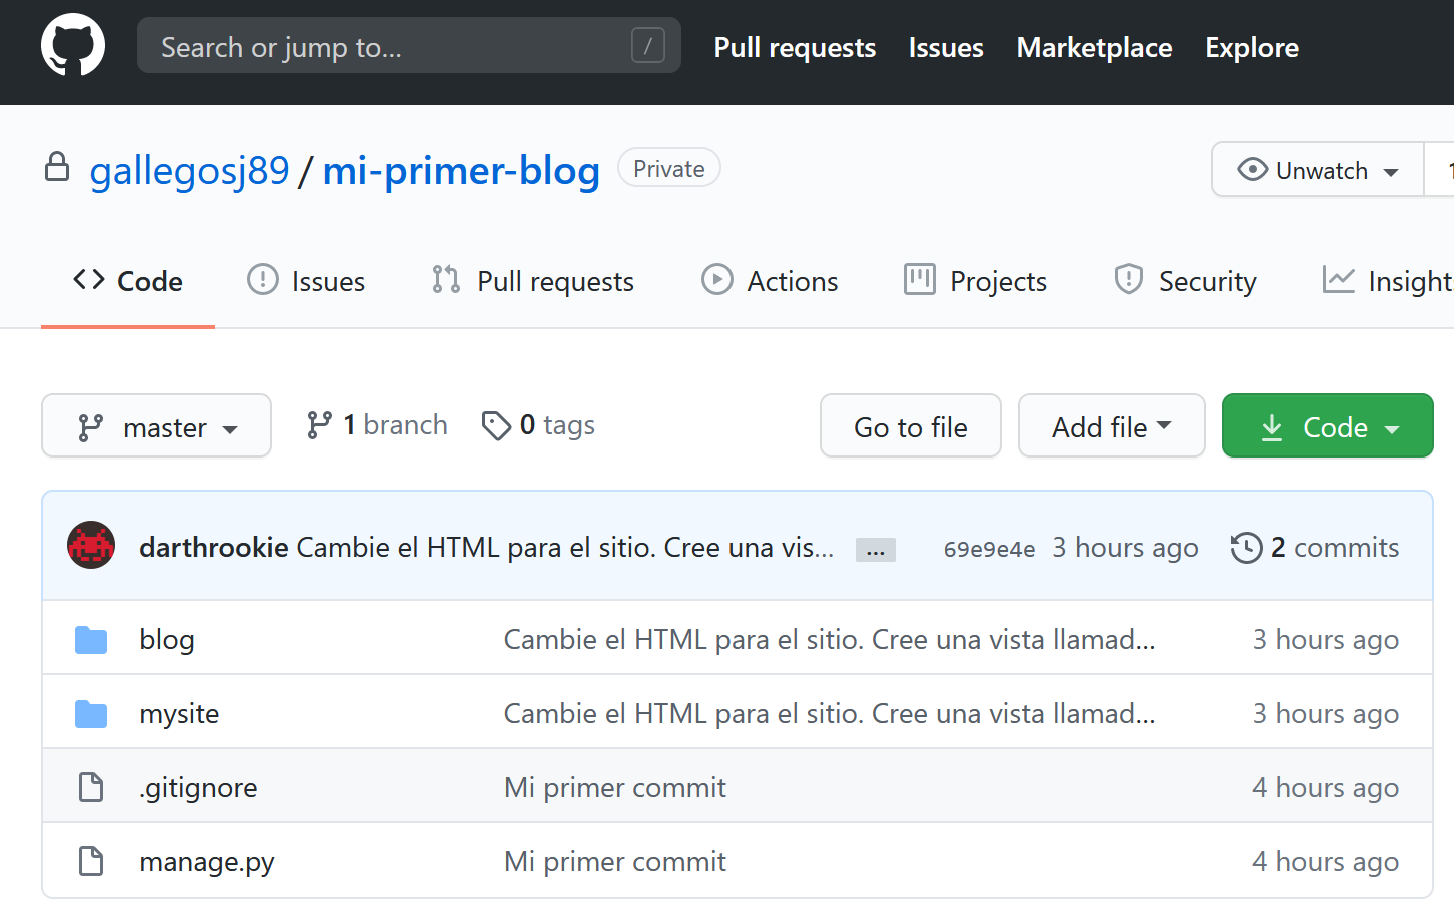 Search or jump to... /
Pull requests Issues Marketplace Explore
gallegosj89 / mi-primer-blog Private
Unwatch
Code Issues Pull requests Actions Projects Security Insight
master 1 branch 0 tags Go to file Add file Code
darthrookie Cambie el HTML para el sitio. Cree una vis... ... 69e9e4e 3 hours ago 2 commits
blog Cambie el HTML para el sitio. Cree una vista llamad... 3 hours ago
mysite Cambie el HTML para el sitio. Cree una vista llamad... 3 hours ago
.gitignore Mi primer commit 4 hours ago
manage.py Mi primer commit 4 hours ago